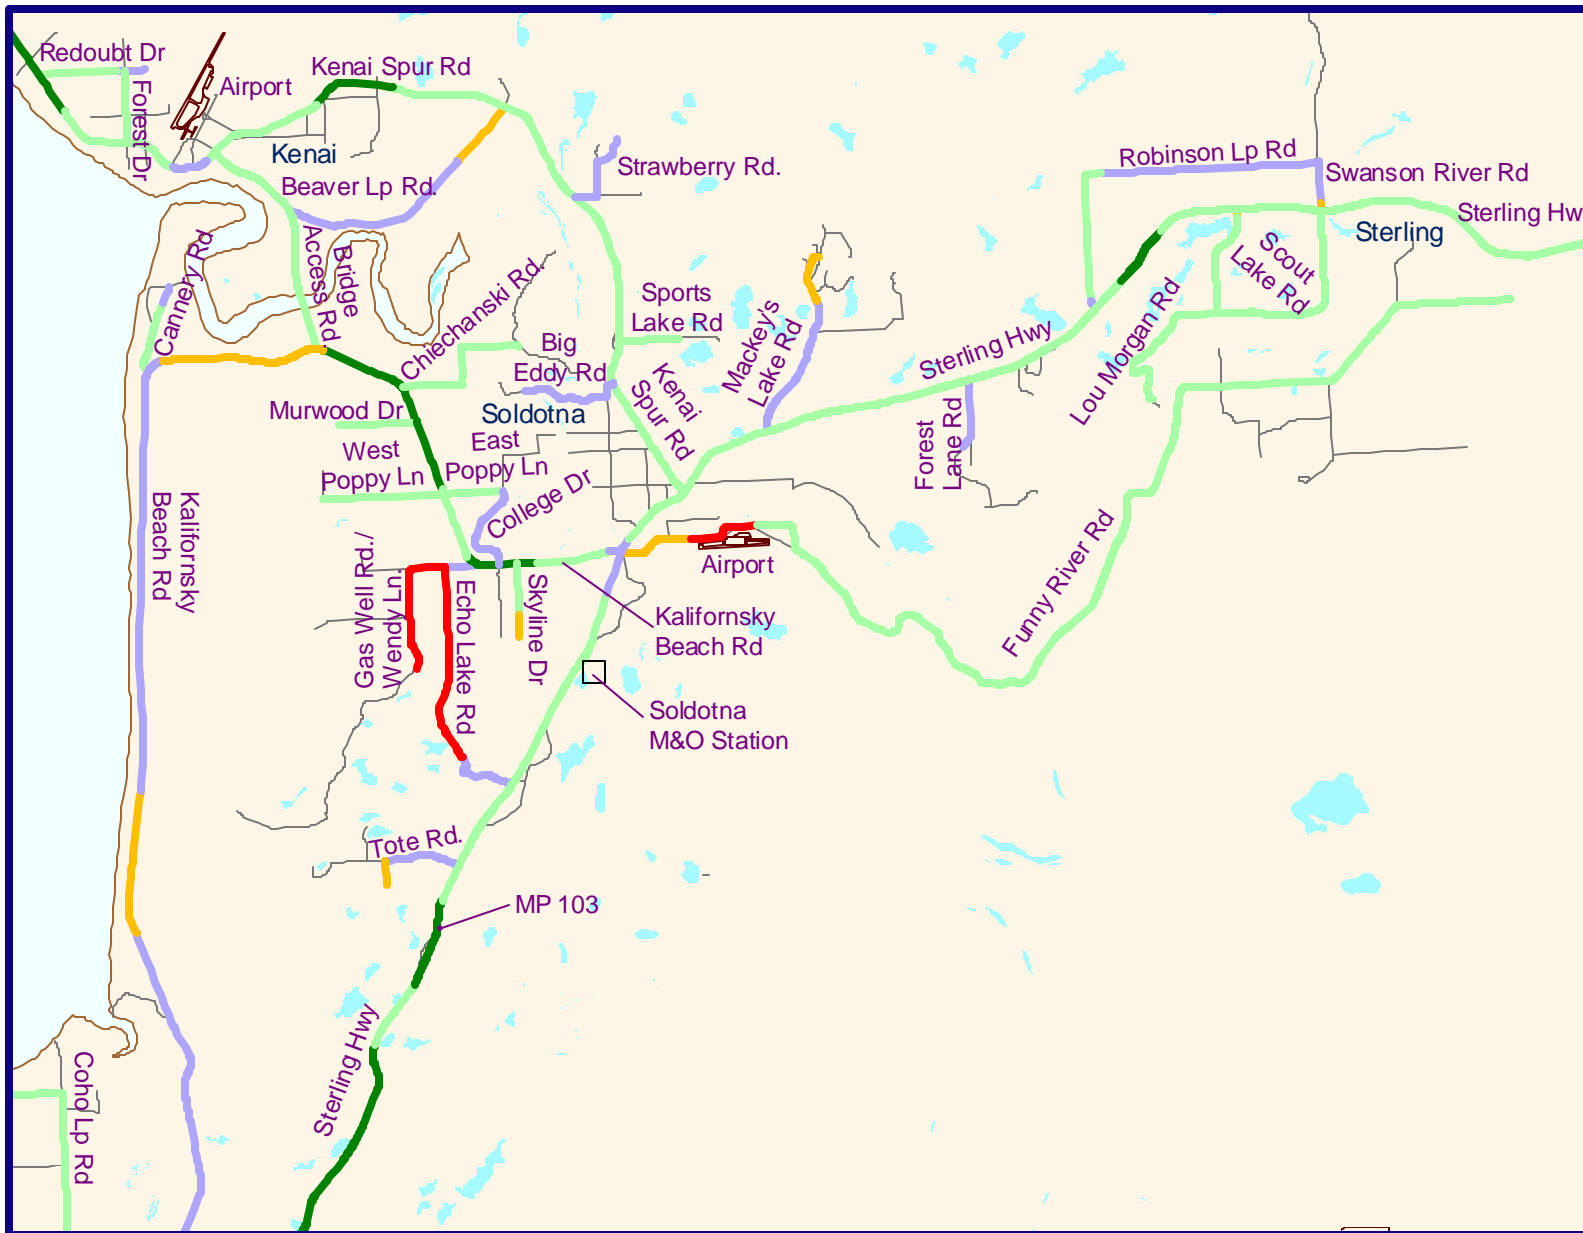 Redoubt Dr
Kenai Spur Rd
Airport
Forest Dr
Kenai
Beaver Lp Rd.
Strawberry Rd.
Robinson Lp Rd
Swanson River Rd
Sterling Hw
Sterling
Scout
Lake Rd
Cannery Rd
Bridge
Access Rd.
Chiechanski Rd.
Sports
Lake Rd
Big
Eddy Rd
Mackey's
Lake Rd
Sterling Hwy
Lou Morgan Rd
Kenai
Spur Rd
Murwood Dr
Soldotna
West
Poppy Ln
East
Poppy Ln
College Dr
Forest
Lane Rd
Kalifornsky
Beach Rd
Gas Well Rd./
Wendy Ln.
Echo Lake Rd
Skyline Dr
Airport
Funny River Rd
Kalifornsky
Beach Rd
Soldotna
M&O Station
Tote Rd.
MP 103
Sterling Hwy
Coho Lp Rd